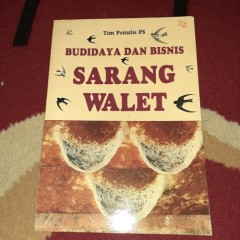 Tim Penulis PS
BUDIDAYA DAN BISNIS
SARANG
WALET